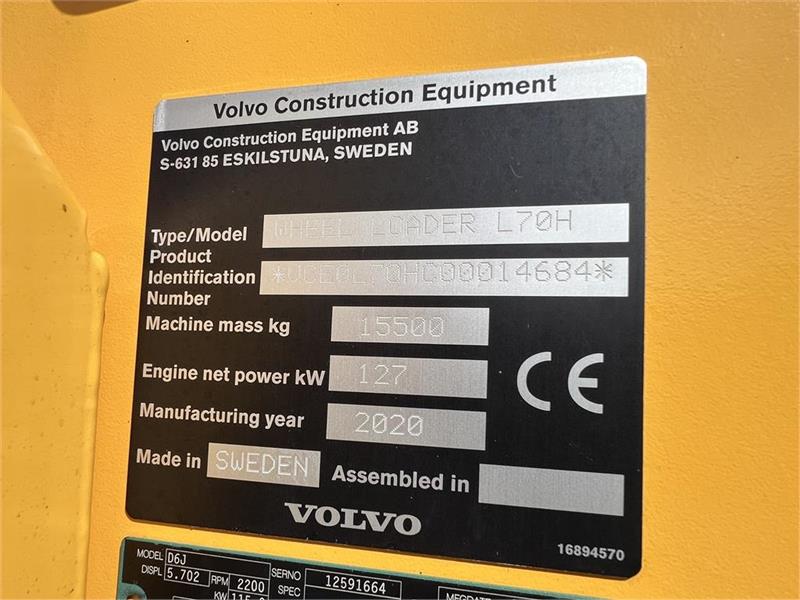 Volvo Construction Equipment
Volvo Construction Equipment AB
S-631 85 ESKILSTUNA, SWEDEN
Type/Model WHEEL LOADER L70H
Product
Identification *VCE0L70HC00014684*
Number
Machine mass kg 15500
Engine net power kW 127
Manufacturing year 2020
Made in SWEDEN Assembled in
CE
VOLVO
16894570
MODEL D6J
DISPL 5.702 RPM 2200 SERNO 12591664
KW SPEC